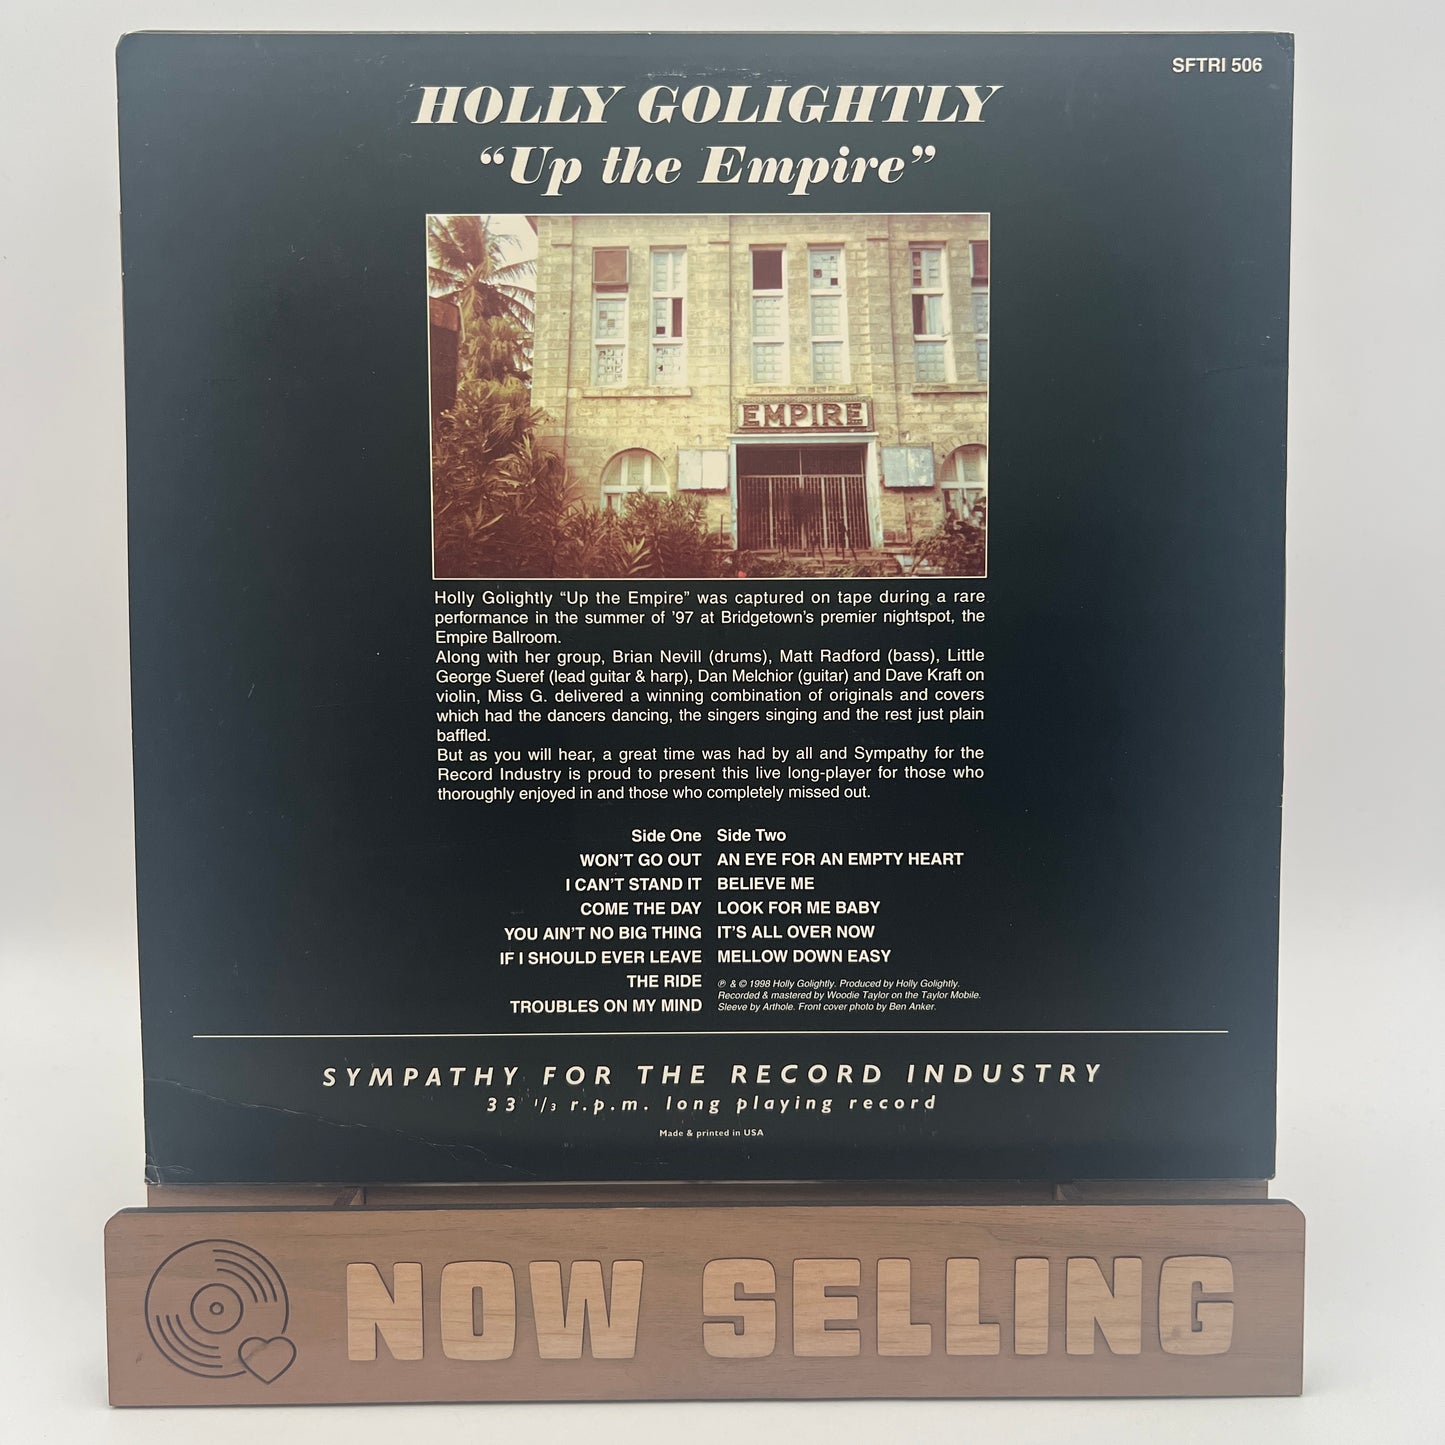 SFTRI 506
HOLLY GOLIGHTLY
“Up the Empire”
EMPIRE
Holly Golightly “Up the Empire” was captured on tape during a rare
performance in the summer of ’97 at Bridgetown’s premier nightspot, the
Empire Ballroom.
Along with her group, Brian Nevill (drums), Matt Radford (bass), Little
George Sueref (lead guitar & harp), Dan Melchior (guitar) and Dave Kraft on
violin, Miss G. delivered a winning combination of originals and covers
which had the dancers dancing, the singers singing and the rest just plain
baffled.
But as you will hear, a great time was had by all and Sympathy for the
Record Industry is proud to present this live long-player for those who
thoroughly enjoyed in and those who completely missed out.
Side One
WON’T GO OUT
I CAN’T STAND IT
COME THE DAY
YOU AIN’T NO BIG THING
IF I SHOULD EVER LEAVE
THE RIDE
TROUBLES ON MY MIND
Side Two
AN EYE FOR AN EMPTY HEART
BELIEVE ME
LOOK FOR ME BABY
IT’S ALL OVER NOW
MELLOW DOWN EASY
℗ & © 1998 Holly Golightly. Produced by Holly Golightly.
Recorded & mastered by Woodie Taylor on the Taylor Mobile.
Sleeve by Arthole. Front cover photo by Ben Anker.
SYMPATHY FOR THE RECORD INDUSTRY
33 1/3 r.p.m. long playing record
Made & printed in USA
NOW SELLING